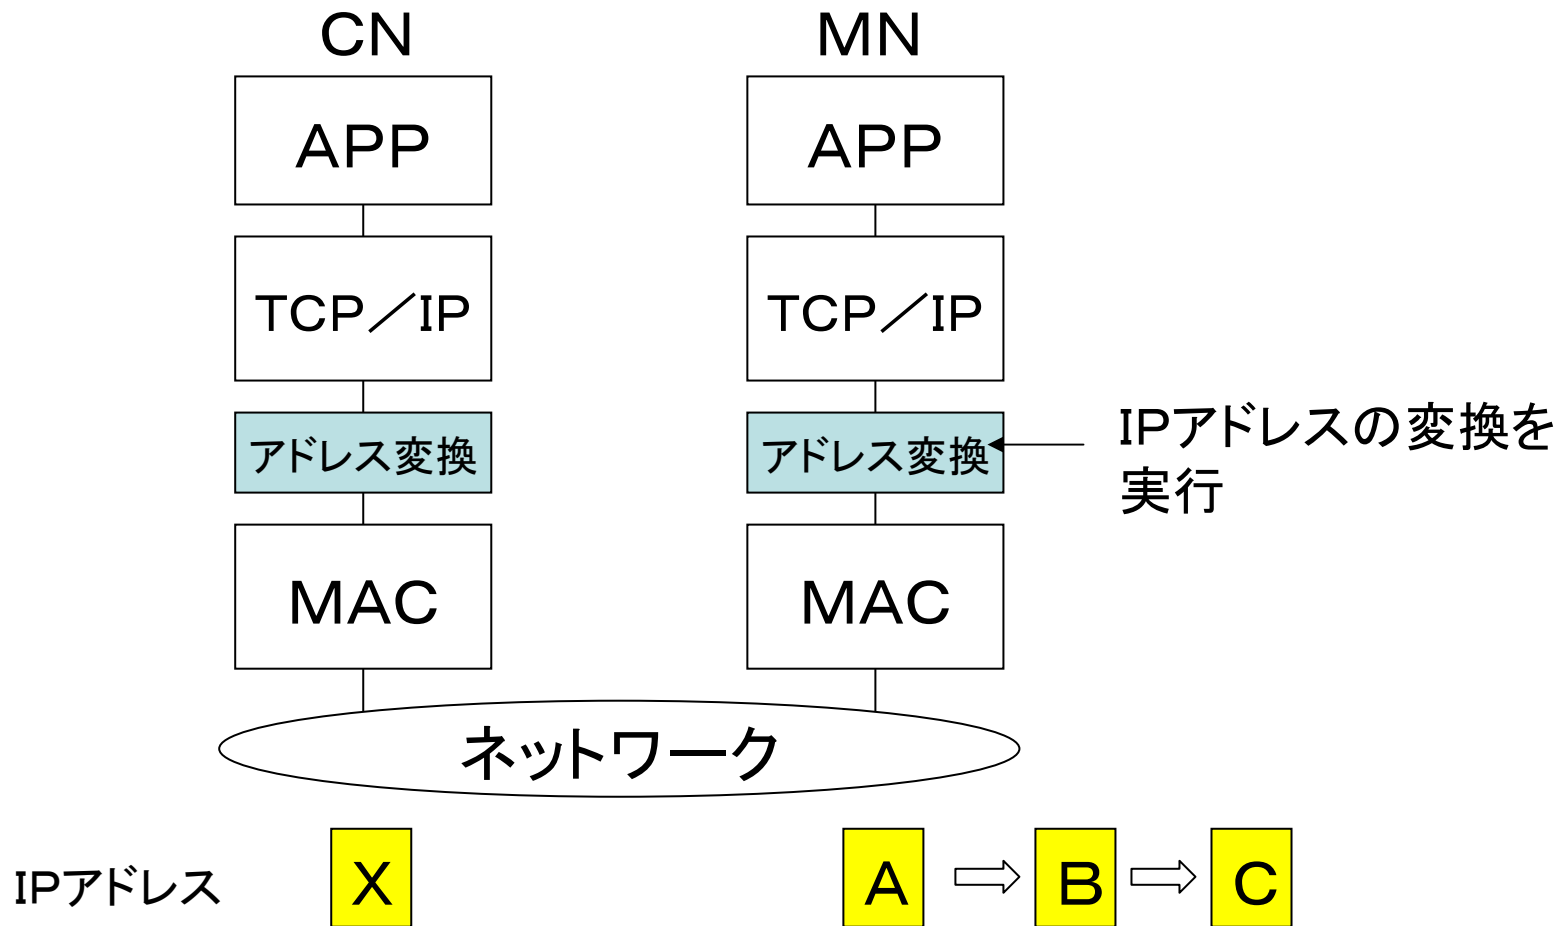 CN
MN
APP
APP
TCP/IP
TCP/IP
アドレス変換
アドレス変換
IPアドレスの変換を
実行
MAC
MAC
ネットワーク
IPアドレス
X
A
B
C